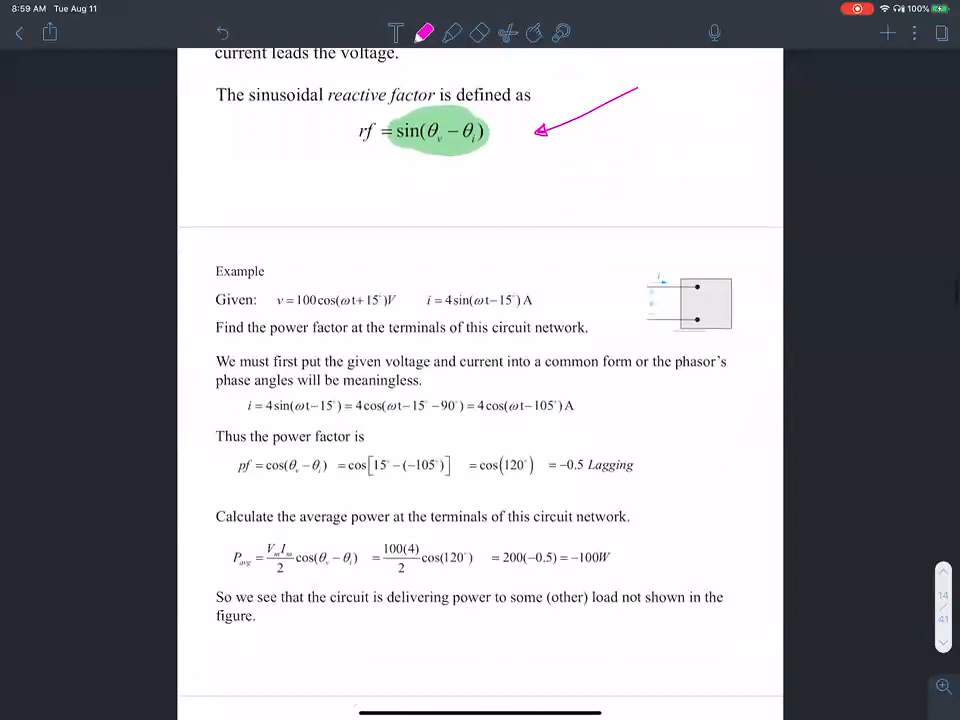 8:59 AM Tue Aug 11
100%
current leads the voltage.
The sinusoidal reactive factor is defined as
rf = sin(θv − θi)
Example
Given: v = 100cos(ωt+15°)V i = 4sin(ωt−15°) A
i
Find the power factor at the terminals of this circuit network.
We must first put the given voltage and current into a common form or the phasor's
phase angles will be meaningless.
i = 4sin(ωt−15°) = 4cos(ωt−15° −90°) = 4cos(ωt−105°) A
Thus the power factor is
pf = cos(θv − θi) = cos[15° − (−105°)] = cos(120°) = −0.5 Lagging
Calculate the average power at the terminals of this circuit network.
Pavg = VmIm/2 cos(θv − θi) = 100(4)/2 cos(120°) = 200(−0.5) = −100W
So we see that the circuit is delivering power to some (other) load not shown in the
figure.
14
/
41